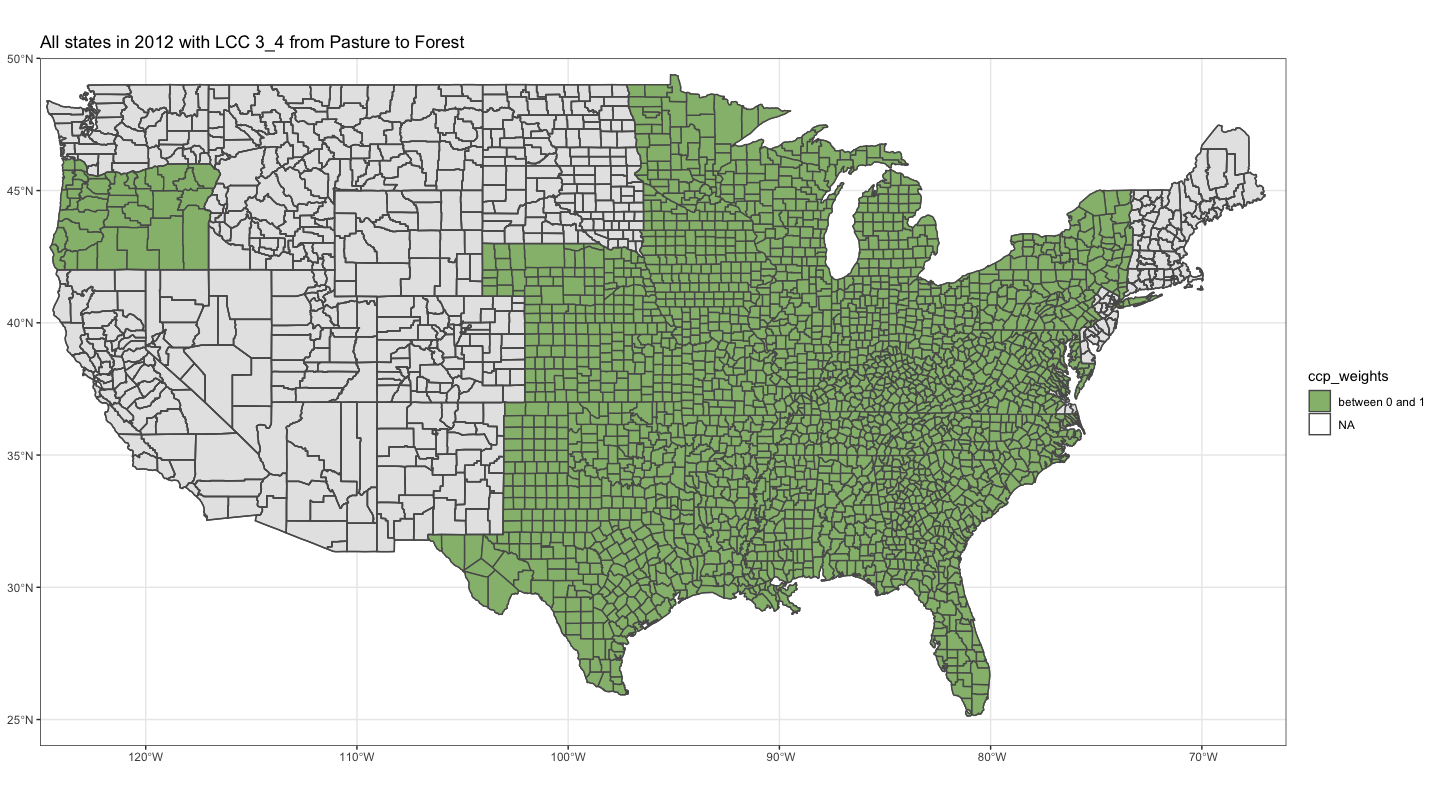 All states in 2012 with LCC 3_4 from Pasture to Forest
50°N
45°N
40°N
35°N
30°N
25°N
120°W
110°W
100°W
90°W
80°W
70°W
ccp_weights
between 0 and 1
NA